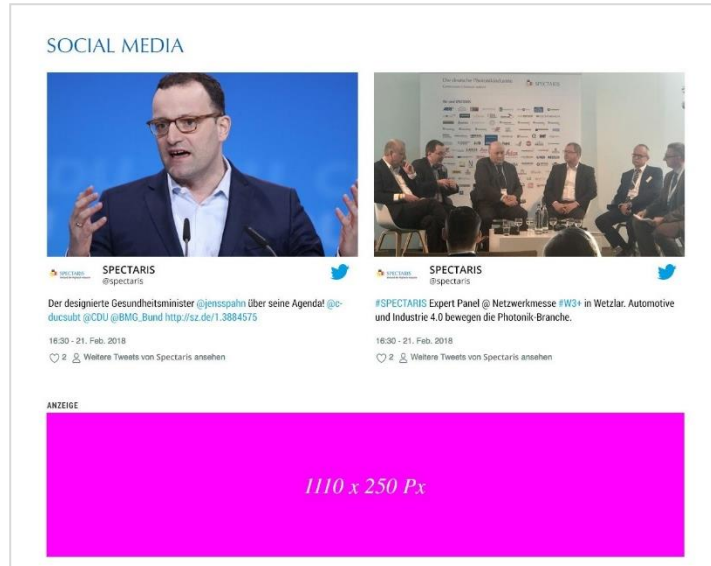 SOCIAL MEDIA
SPECTARIS
SPECTARIS
@spectaris
Der designierte Gesundheitsminister @jensspahn über seine Agenda! @c-
ducsubt @CDU @BMG_Bund http://sz.de/1.3884575
16:30 - 21. Feb. 2018
2 Weitere Tweets von Spectaris ansehen
SPECTARIS
SPECTARIS
SPECTARIS
@spectaris
#SPECTARIS Expert Panel @ Netzwerkmesse #W3+ in Wetzlar. Automotive
und Industrie 4.0 bewegen die Photonik-Branche.
16:30 - 21. Feb. 2018
2 Weitere Tweets von Spectaris ansehen
ANZEIGE
1110 x 250 Px